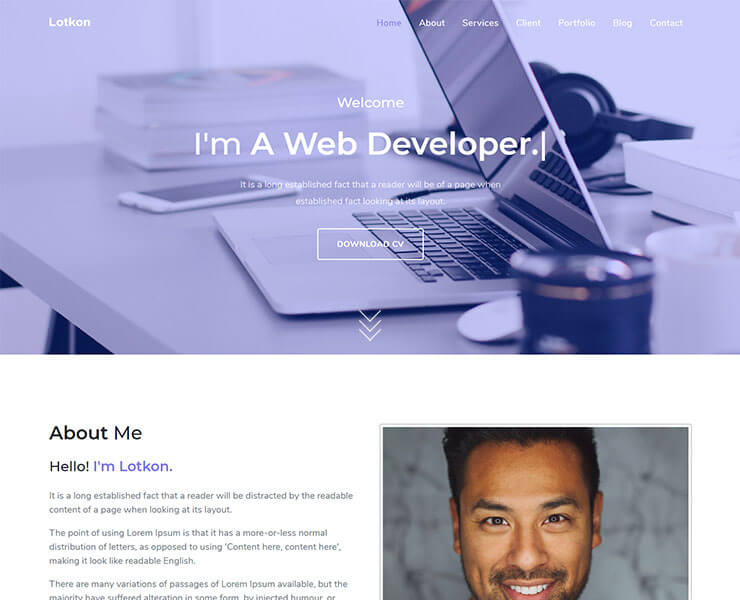 Lotkon
Home About Services Client Portfolio Blog Contact
Welcome
I'm A Web Developer.|
It is a long established fact that a reader will be of a page when
established fact looking at its layout.
DOWNLOAD CV
About Me
Hello! I'm Lotkon.
It is a long established fact that a reader will be distracted by the readable
content of a page when looking at its layout.
The point of using Lorem Ipsum is that it has a more-or-less normal
distribution of letters, as opposed to using 'Content here, content here',
making it look like readable English.
There are many variations of passages of Lorem Ipsum available, but the
majority have suffered alteration in some form, by injected humour, or